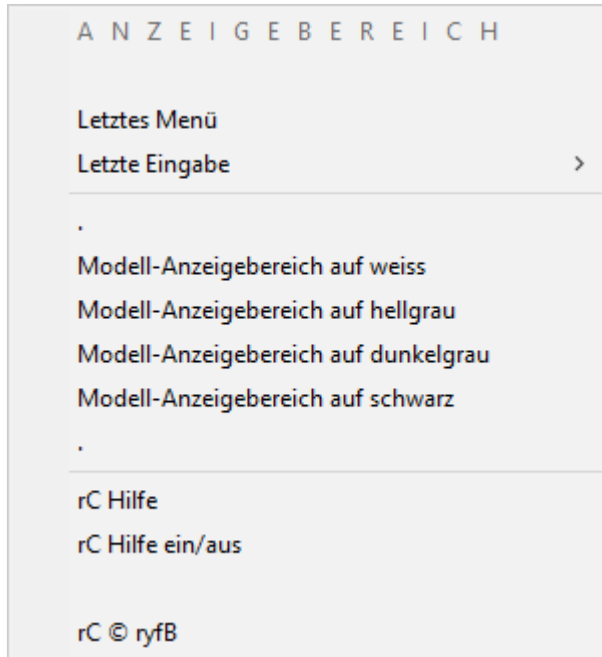 A N Z E I G E B E R E I C H
Letztes Menü
Letzte Eingabe
.
Modell-Anzeigebereich auf weiss
Modell-Anzeigebereich auf hellgrau
Modell-Anzeigebereich auf dunkelgrau
Modell-Anzeigebereich auf schwarz
.
rC Hilfe
rC Hilfe ein/aus
rC © ryfB